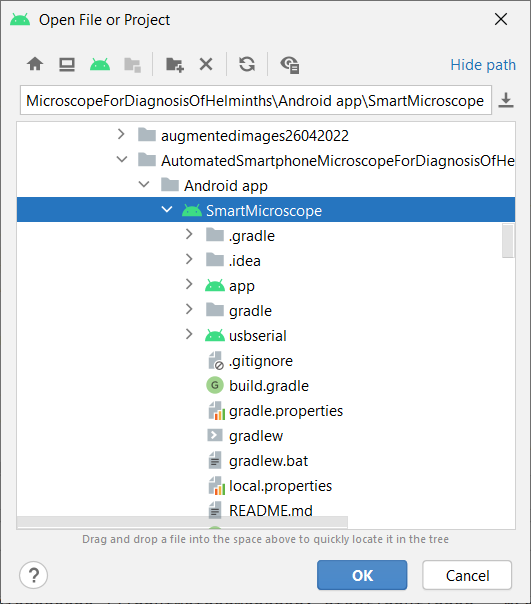 Open File or Project
Hide path
MicroscopeForDiagnosisOfHelminths\Android app\SmartMicroscope
augmentedimages26042022
AutomatedSmartphoneMicroscopeForDiagnosisOfHe
Android app
SmartMicroscope
.gradle
.idea
app
gradle
usbserial
.gitignore
G build.gradle
gradle.properties
gradlew
gradlew.bat
local.properties
README.md
Drag and drop a file into the space above to quickly locate it in the tree
? OK Cancel